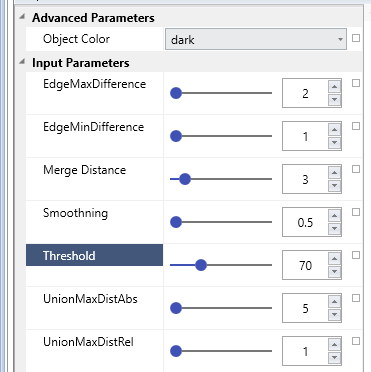 Advanced Parameters
Object Color dark
Input Parameters
EdgeMaxDifference 2
EdgeMinDifference 1
Merge Distance 3
Smoothning 0.5
Threshold 70
UnionMaxDistAbs 5
UnionMaxDistRel 1